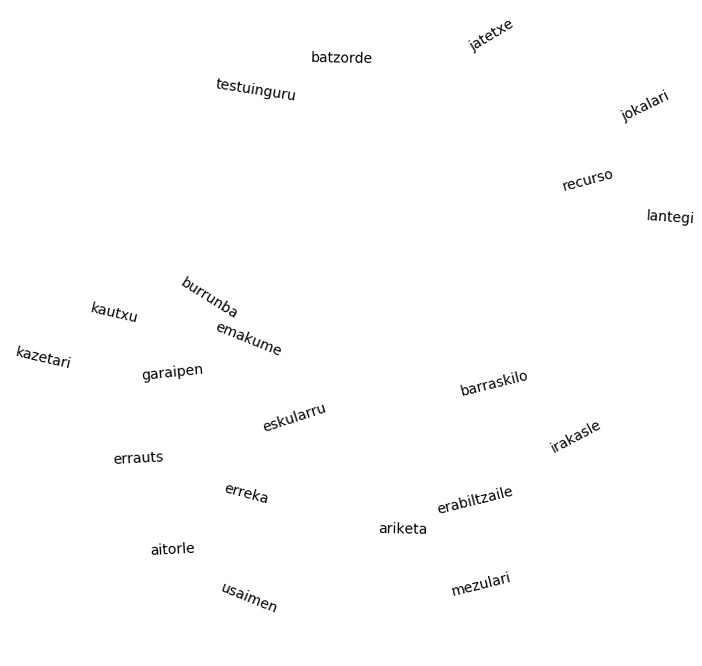 jatetxe
batzorde
testuinguru
jokalari
recurso
lantegi
burrunba
kautxu
emakume
kazetari
garaipen
barraskilo
eskularru
irakasle
errauts
erreka
erabiltzaile
ariketa
aitorle
mezulari
usaimen